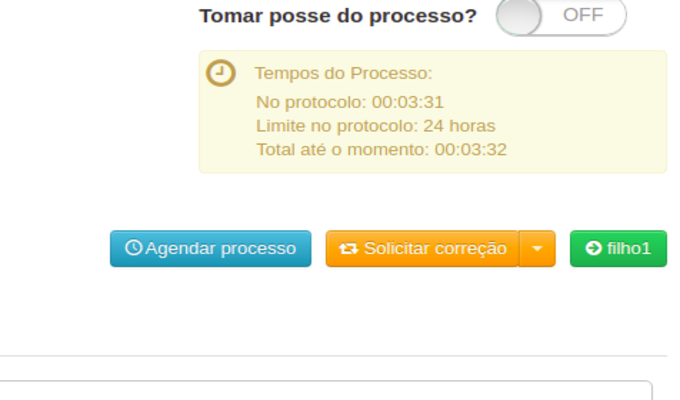 Tomar posse do processo? OFF
Tempos do Processo:
No protocolo: 00:03:31
Limite no protocolo: 24 horas
Total até o momento: 00:03:32
Agendar processo Solicitar correção filho1